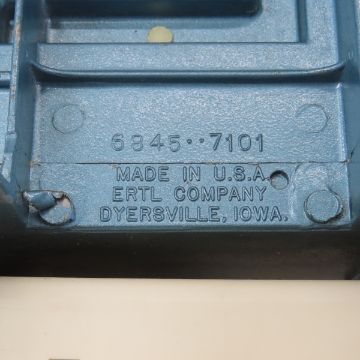 6845··7101
MADE IN U.S.A.
ERTL COMPANY
DYERSVILLE, IOWA.